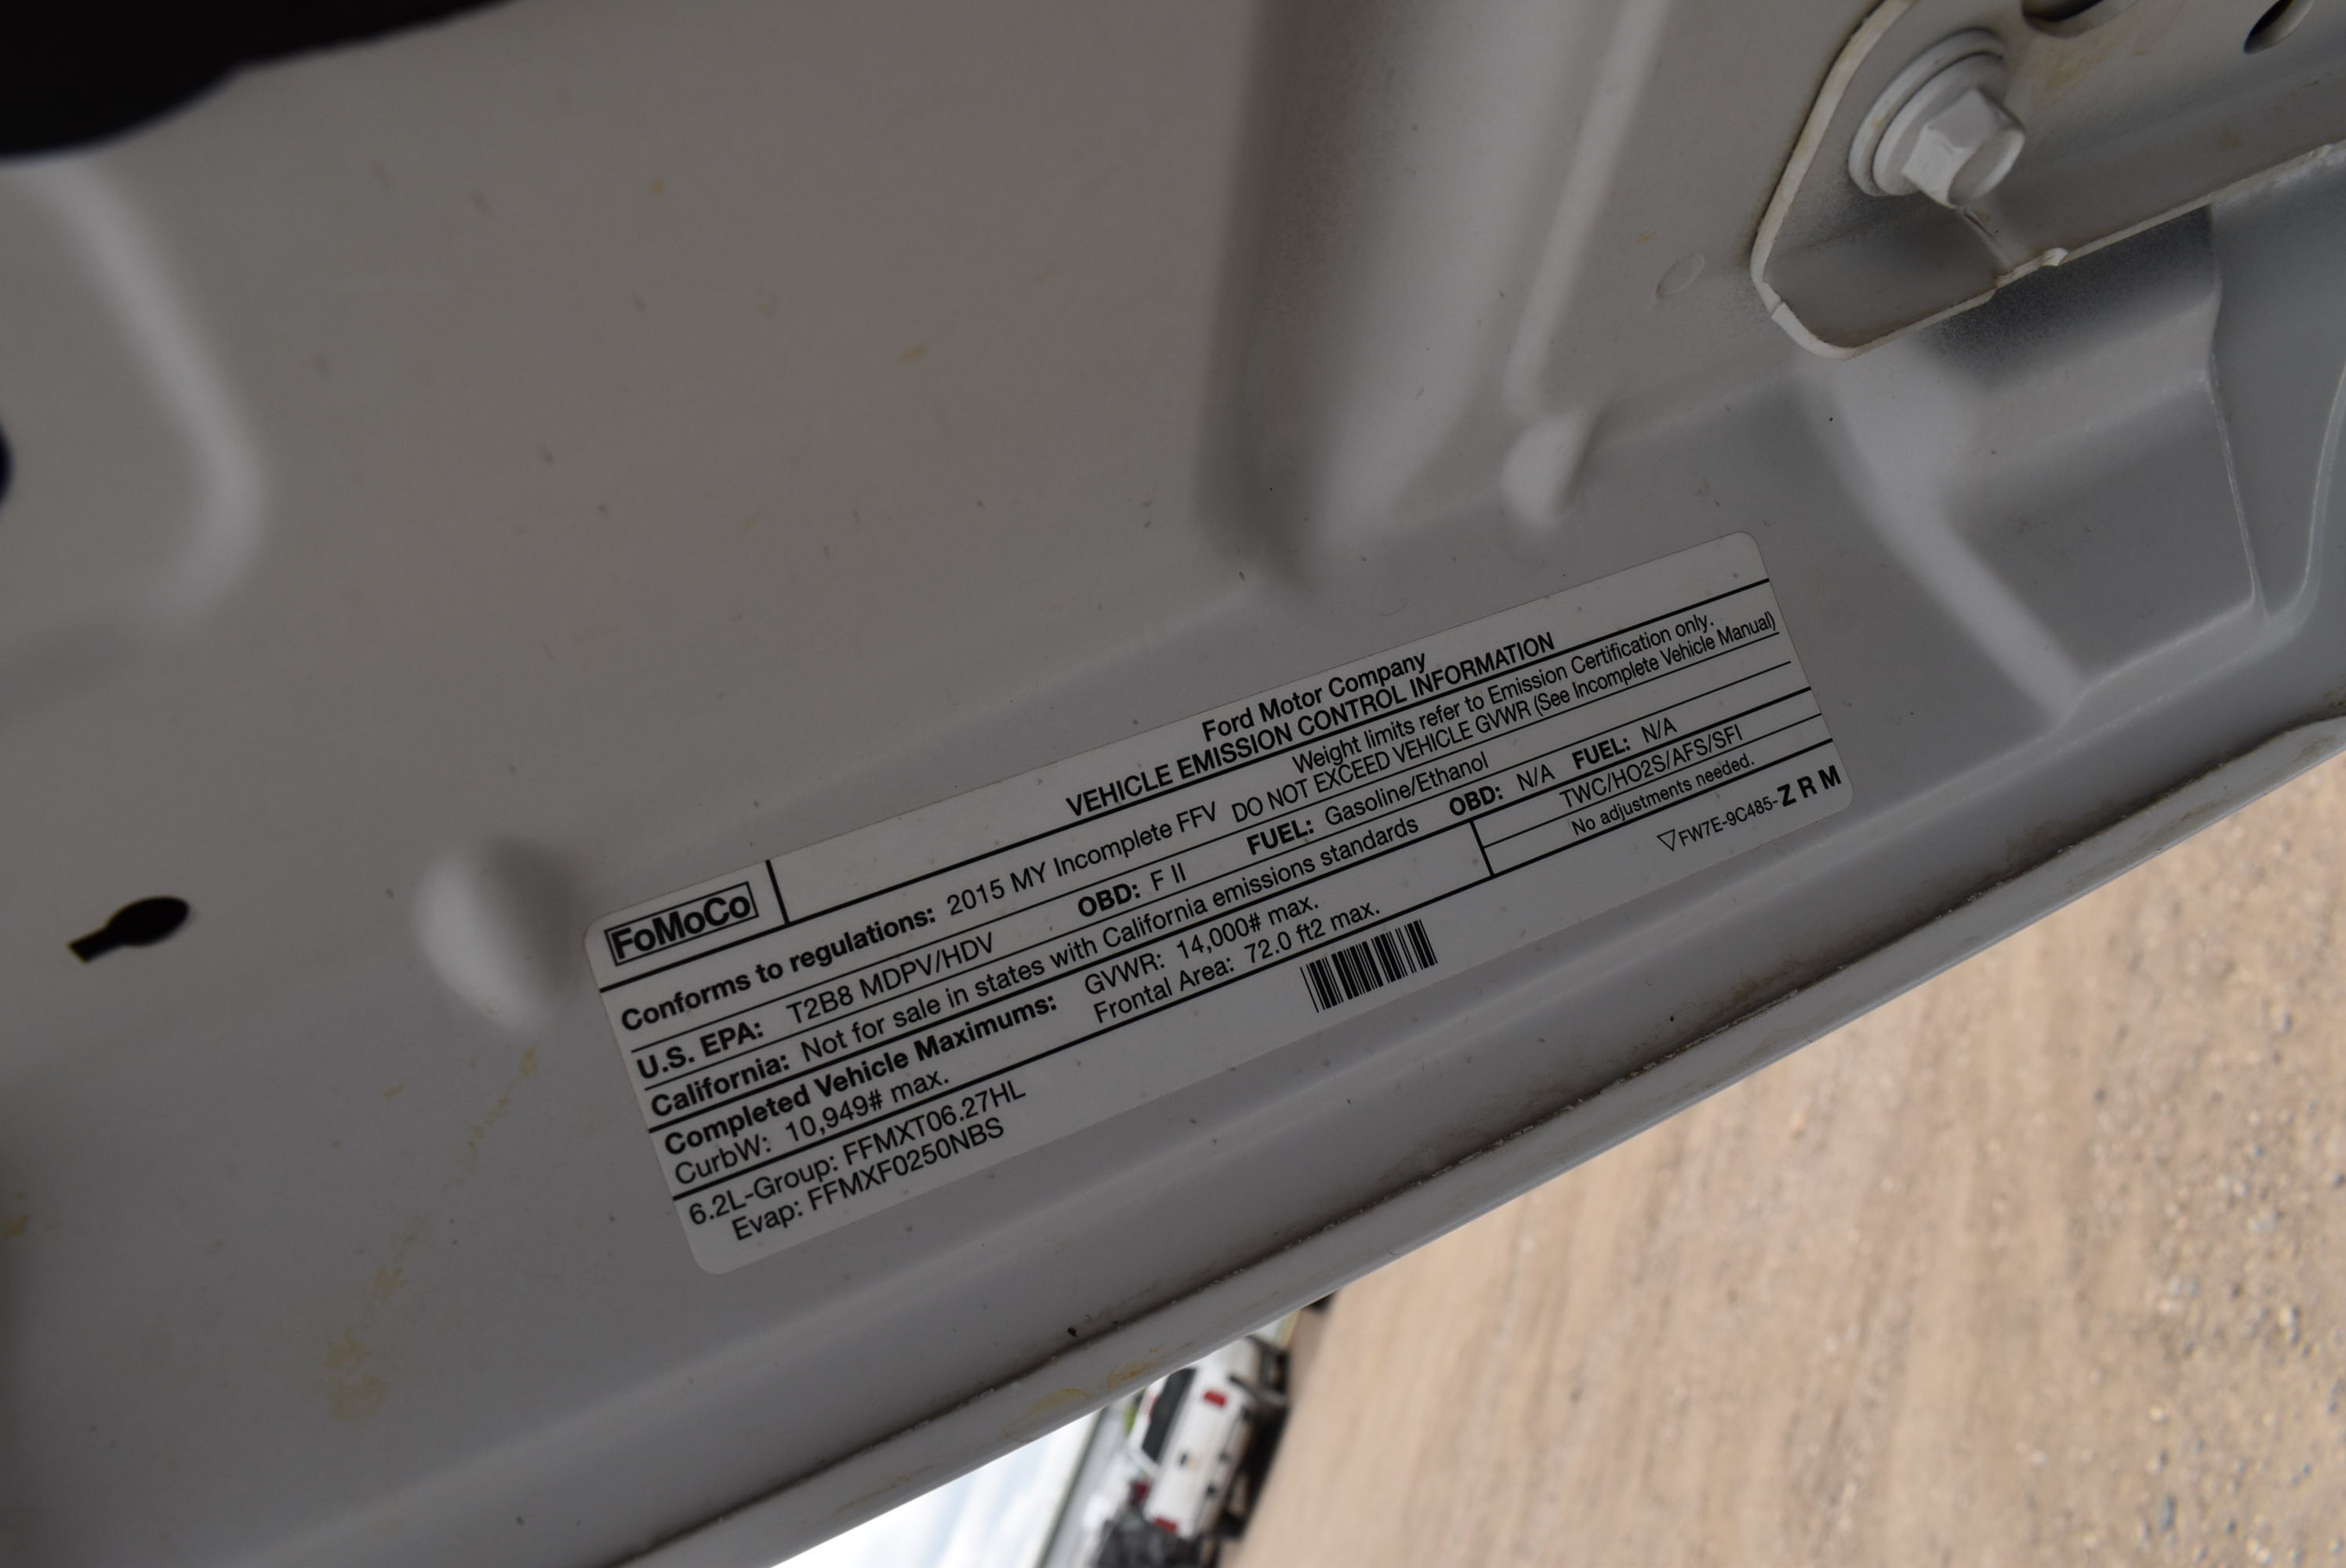 FoMoCo
Ford Motor Company
VEHICLE EMISSION CONTROL INFORMATION
Conforms to regulations: 2015 MY Incomplete FFV
Weight limits refer to Emission Certification only.
DO NOT EXCEED VEHICLE GVWR (See Incomplete Vehicle Manual)
U.S. EPA: T2B8 MDPV/HDV OBD: F II FUEL: Gasoline/Ethanol
California: Not for sale in states with California emissions standards OBD: N/A FUEL: N/A
Completed Vehicle Maximums: GVWR: 14,000# max.
CurbW: 10,949# max. Frontal Area: 72.0 ft2 max.
TWC/HO2S/AFS/SFI
No adjustments needed.
6.2L-Group: FFMXT06.27HL
Evap: FFMXF0250NBS
▽FW7E-9C485-Z R M